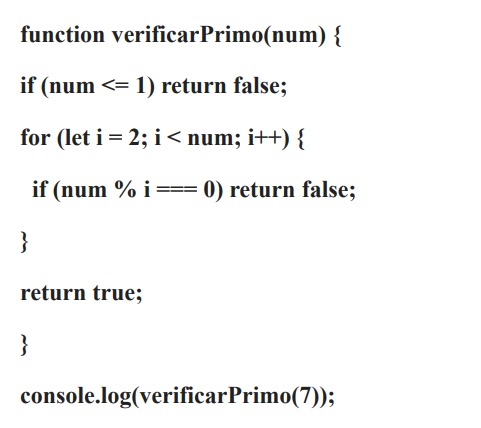 function verificarPrimo(num) {
if (num <= 1) return false;
for (let i = 2; i < num; i++) {
if (num % i === 0) return false;
}
return true;
}
console.log(verificarPrimo(7));